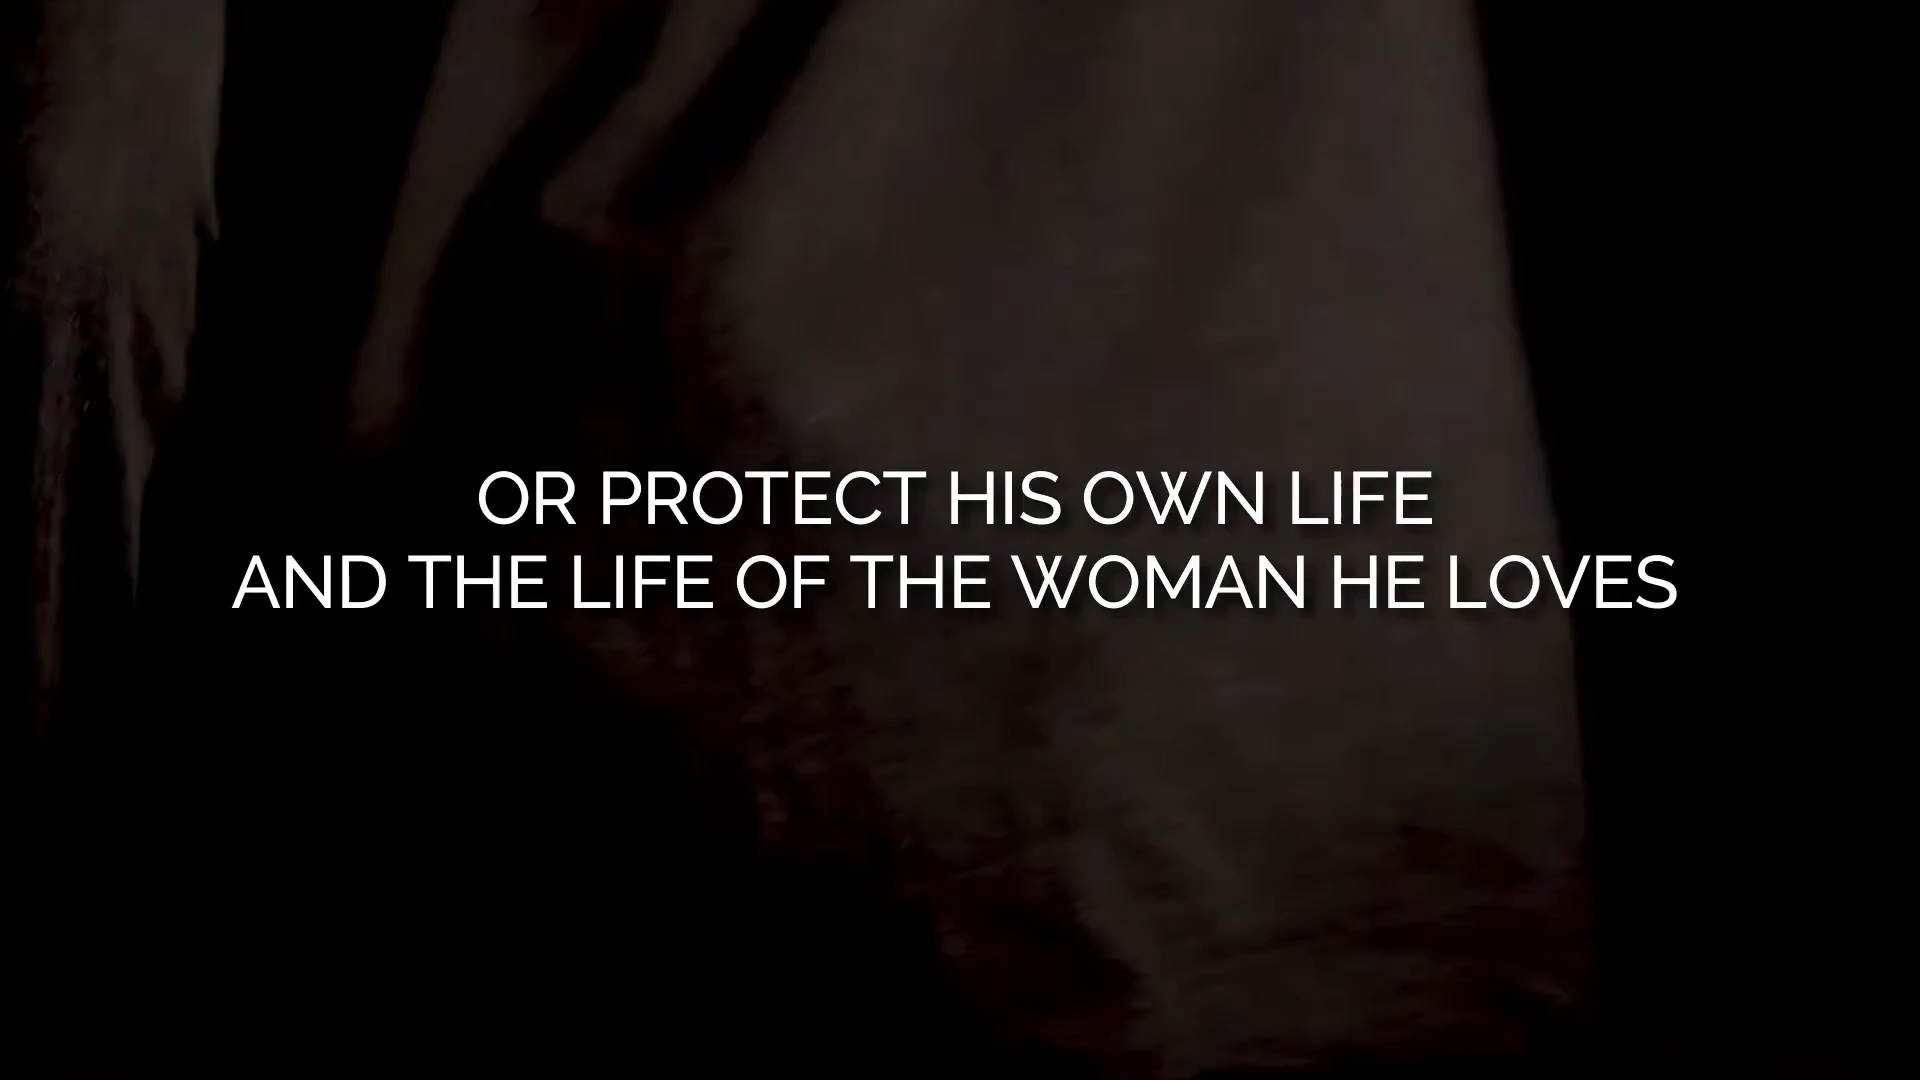 OR PROTECT HIS OWN LIFE
AND THE LIFE OF THE WOMAN HE LOVES